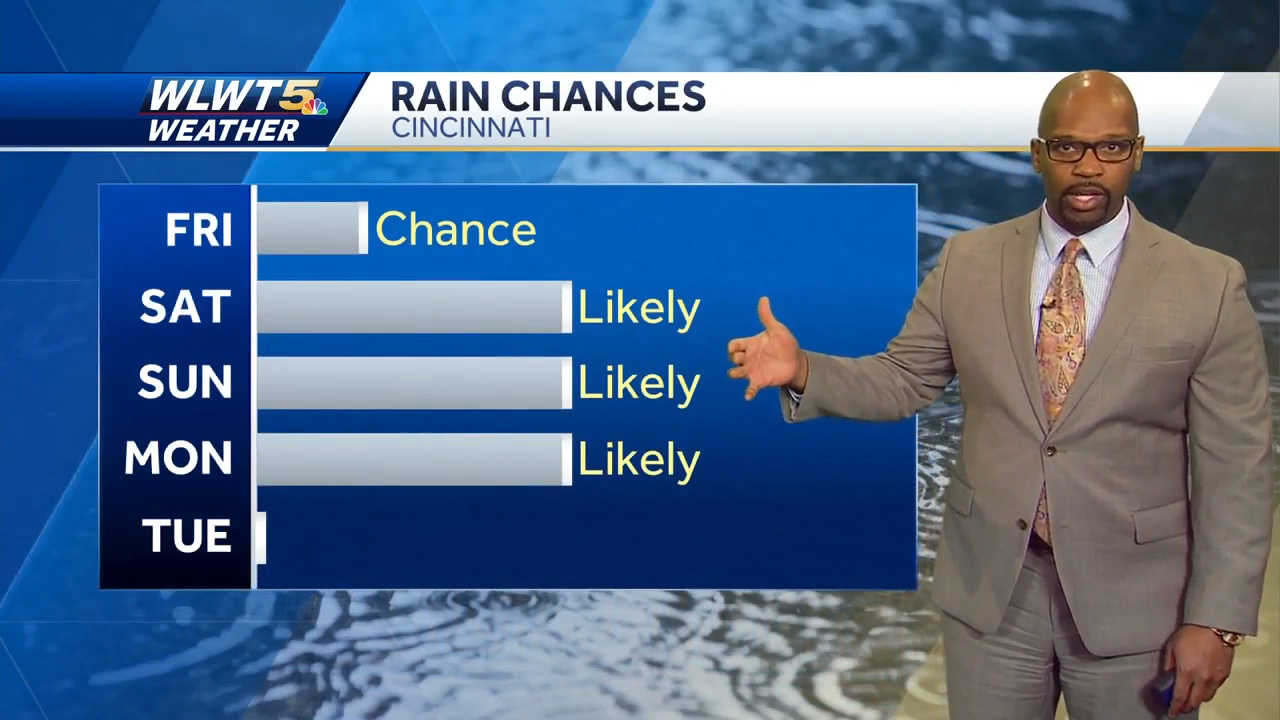 WLWT5
WEATHER
RAIN CHANCES
CINCINNATI
FRI Chance
SAT Likely
SUN Likely
MON Likely
TUE